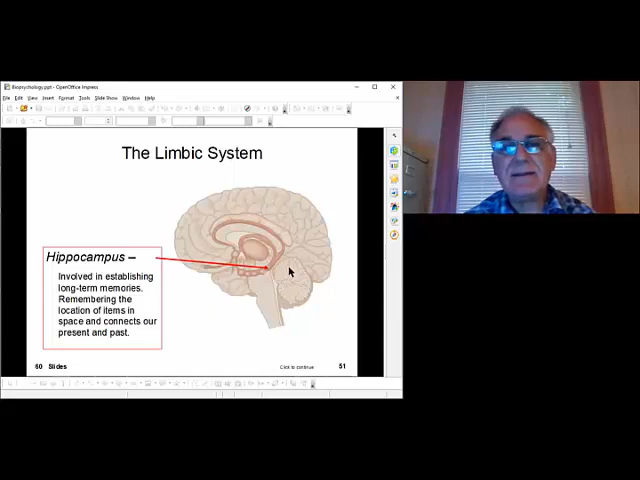 Biopsychology.ppt - OpenOffice Impress
File Edit View Insert Format Tools Slide Show Window Help
The Limbic System
Hippocampus –
Involved in establishing
long-term memories.
Remembering the
location of items in
space and connects our
present and past.
60 Slides
Click to continue
51